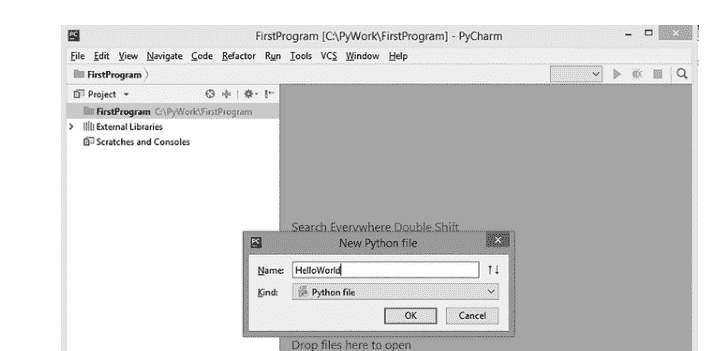 PC
FirstProgram [C:\PyWork\FirstProgram] - PyCharm
File Edit View Navigate Code Refactor Run Tools VCS Window Help
FirstProgram
Project
FirstProgram C:\PyWork\FirstProgram
External Libraries
Scratches and Consoles
Search Everywhere Double Shift
PC
New Python file
Name: HelloWorld
Kind: Python file
OK Cancel
Drop files here to open